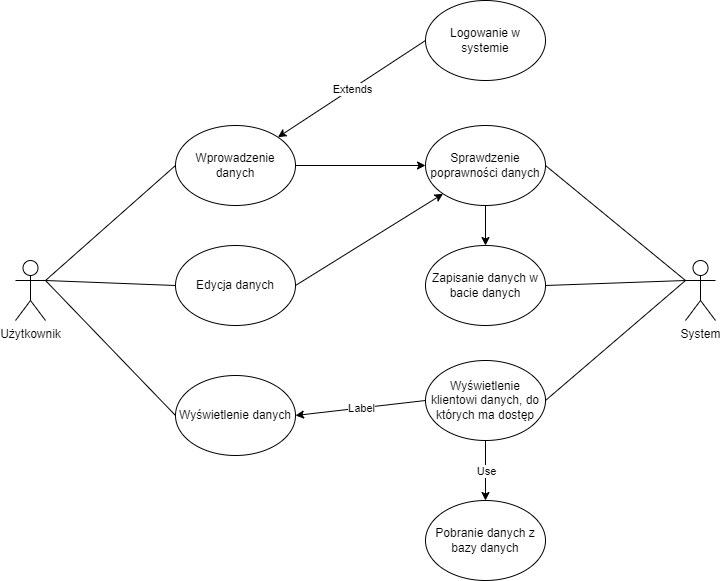 Logowanie w
systemie
Extends
Wprowadzenie
danych
Sprawdzenie
poprawności danych
Edycja danych
Zapisanie danych w
bacie danych
Użytkownik
System
Wyświetlenie danych
Label
Wyświetlenie
klientowi danych, do
których ma dostęp
Use
Pobranie danych z
bazy danych